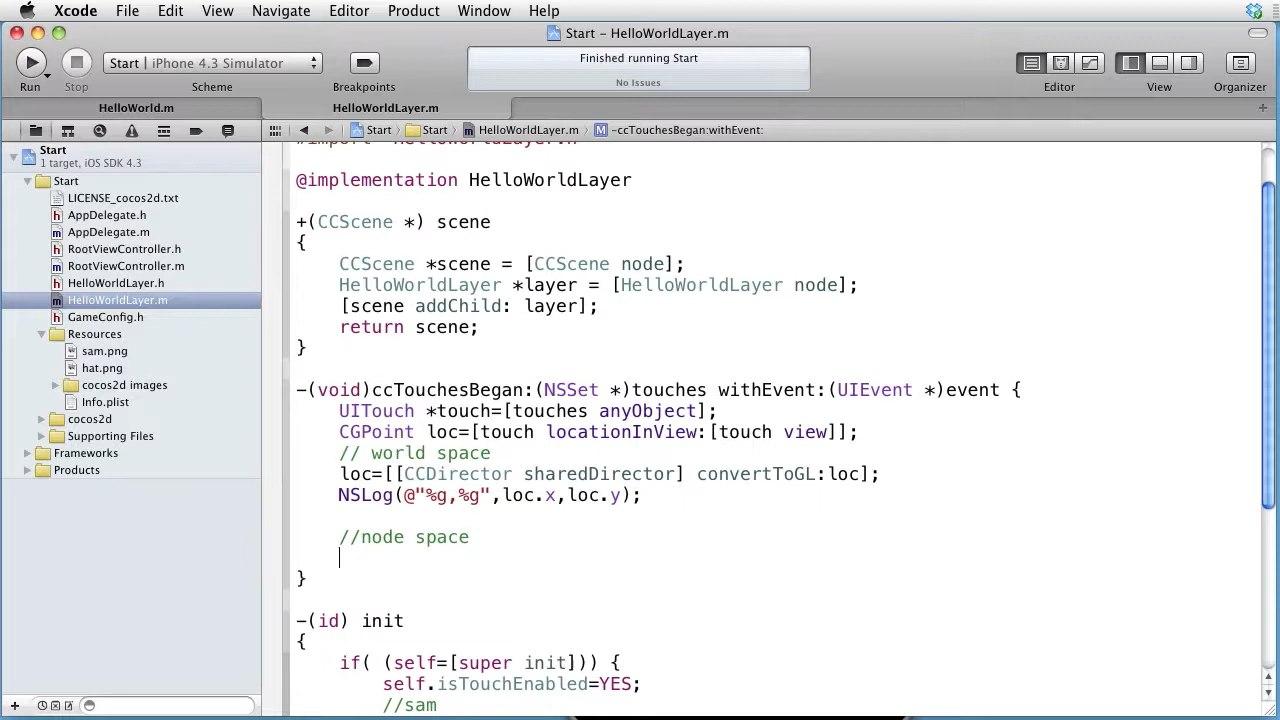 Xcode File Edit View Navigate Editor Product Window Help
Start – HelloWorldLayer.m
Start | iPhone 4.3 Simulator
Finished running Start
No Issues
Run Stop Scheme Breakpoints Editor View Organizer
HelloWorld.m HelloWorldLayer.m
Start Start HelloWorldLayer.m M -ccTouchesBegan:withEvent:
Start
1 target, iOS SDK 4.3
Start
LICENSE_cocos2d.txt
AppDelegate.h
AppDelegate.m
RootViewController.h
RootViewController.m
HelloWorldLayer.h
HelloWorldLayer.m
GameConfig.h
Resources
sam.png
hat.png
cocos2d images
Info.plist
cocos2d
Supporting Files
Frameworks
Products
@implementation HelloWorldLayer
+(CCScene *) scene
{
CCScene *scene = [CCScene node];
HelloWorldLayer *layer = [HelloWorldLayer node];
[scene addChild: layer];
return scene;
}
-(void)ccTouchesBegan:(NSSet *)touches withEvent:(UIEvent *)event {
UITouch *touch=[touches anyObject];
CGPoint loc=[touch locationInView:[touch view]];
// world space
loc=[[CCDirector sharedDirector] convertToGL:loc];
NSLog(@"%g,%g",loc.x,loc.y);
//node space
}
-(id) init
{
if( (self=[super init])) {
self.isTouchEnabled=YES;
//sam